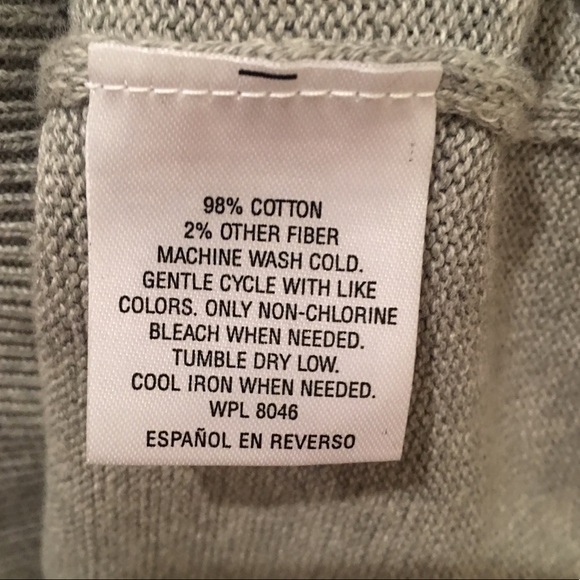 98% COTTON
2% OTHER FIBER
MACHINE WASH COLD.
GENTLE CYCLE WITH LIKE
COLORS. ONLY NON-CHLORINE
BLEACH WHEN NEEDED.
TUMBLE DRY LOW.
COOL IRON WHEN NEEDED.
WPL 8046
ESPAÑOL EN REVERSO